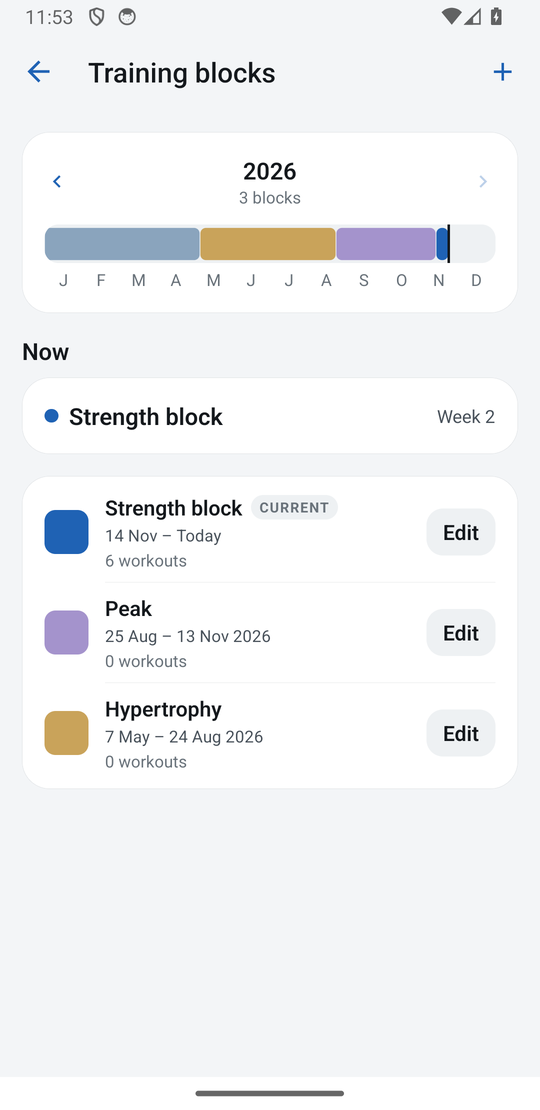 11:53
Training blocks
2026
3 blocks
J F M A M J J A S O N D
Now
Strength block
Week 2
Strength block CURRENT
14 Nov – Today
6 workouts
Edit
Peak
25 Aug – 13 Nov 2026
0 workouts
Edit
Hypertrophy
7 May – 24 Aug 2026
0 workouts
Edit